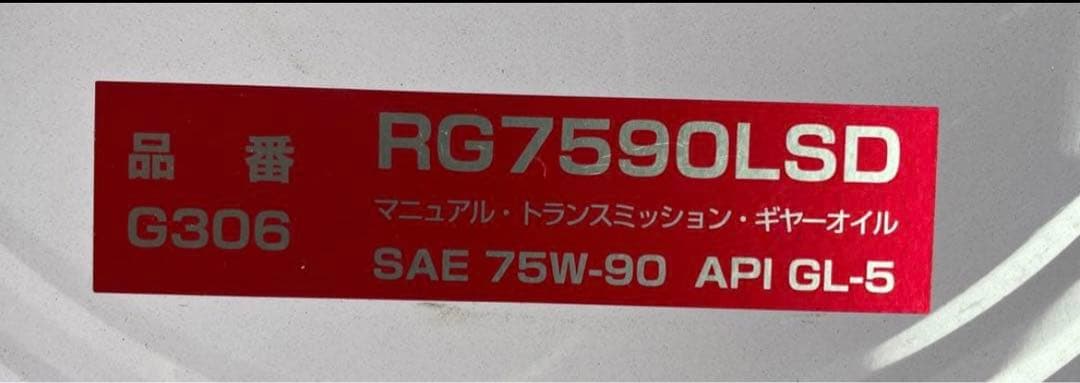 品番
G306
RG7590LSD
マニュアル・トランスミッション・ギヤーオイル
SAE 75W-90 API GL-5